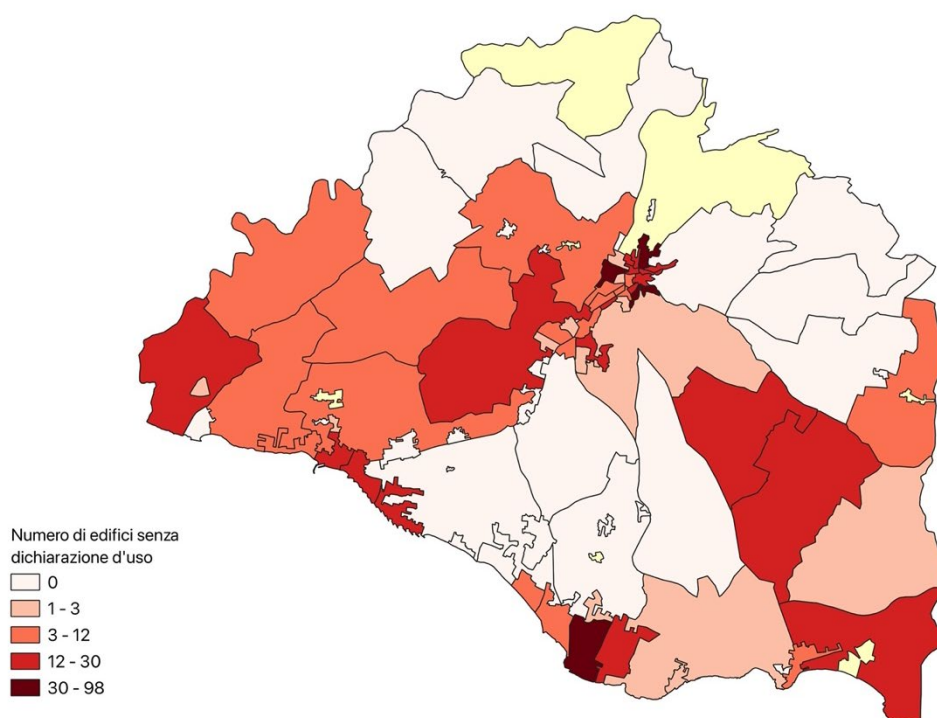 Numero di edifici senza
dichiarazione d'uso
0
1 - 3
3 - 12
12 - 30
30 - 98